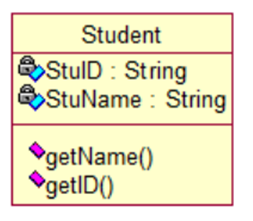 Student
StuID : String
StuName : String
getName()
getID()